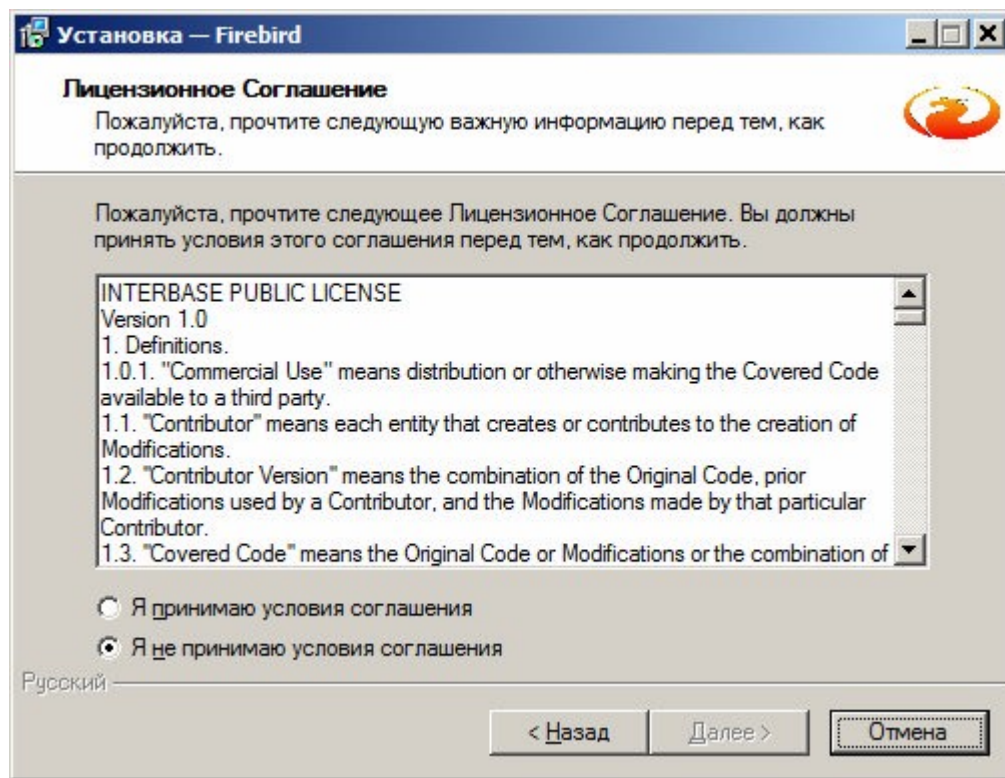 Установка — Firebird
Лицензионное Соглашение
Пожалуйста, прочтите следующую важную информацию перед тем, как
продолжить.
Пожалуйста, прочтите следующее Лицензионное Соглашение. Вы должны
принять условия этого соглашения перед тем, как продолжить.
INTERBASE PUBLIC LICENSE
Version 1.0
1. Definitions.
1.0.1. "Commercial Use" means distribution or otherwise making the Covered Code
available to a third party.
1.1. "Contributor" means each entity that creates or contributes to the creation of
Modifications.
1.2. "Contributor Version" means the combination of the Original Code, prior
Modifications used by a Contributor, and the Modifications made by that particular
Contributor.
1.3. "Covered Code" means the Original Code or Modifications or the combination of
Я принимаю условия соглашения
Я не принимаю условия соглашения
Русский
< Назад
Далее >
Отмена